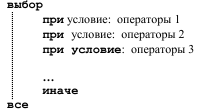 выбор
при условие: операторы 1
при условие: операторы 2
при условие: операторы 3
...
иначе
все